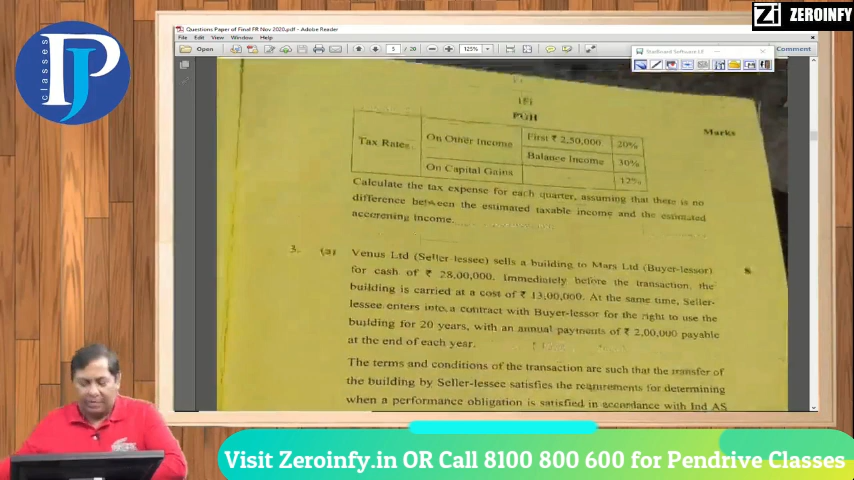 classes
PJ
Zi ZEROINFY
Questions Paper of Final FR Nov 2020.pdf - Adobe Reader
File Edit View Window Help
Open
5 / 20
125%
Comment
StarBoard Software LE
PGH
Marks
Tax Rates
On Other Income
First ₹ 2,50,000
20%
Balance Income
30%
On Capital Gains
12%
Calculate the tax expense for each quarter, assuming that there is no
difference between the estimated taxable income and the estimated
accounting income.
3. (a) Venus Ltd (Seller-lessee) sells a building to Mars Ltd (Buyer-lessor) 8
for cash of ₹ 28,00,000. Immediately before the transaction, the
building is carried at a cost of ₹ 13,00,000. At the same time, Seller-
lessee enters into a contract with Buyer-lessor for the right to use the
building for 20 years, with an annual payments of ₹ 2,00,000 payable
at the end of each year.
The terms and conditions of the transaction are such that the transfer of
the building by Seller-lessee satisfies the requirements for determining
when a performance obligation is satisfied in accordance with Ind AS
Visit Zeroinfy.in OR Call 8100 800 600 for Pendrive Classes